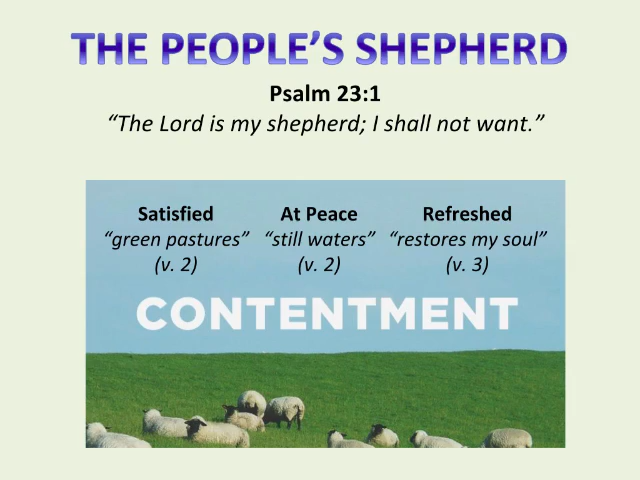 THE PEOPLE’S SHEPHERD
Psalm 23:1
“The Lord is my shepherd; I shall not want.”
Satisfied At Peace Refreshed
“green pastures” “still waters” “restores my soul”
(v. 2) (v. 2) (v. 3)
CONTENTMENT